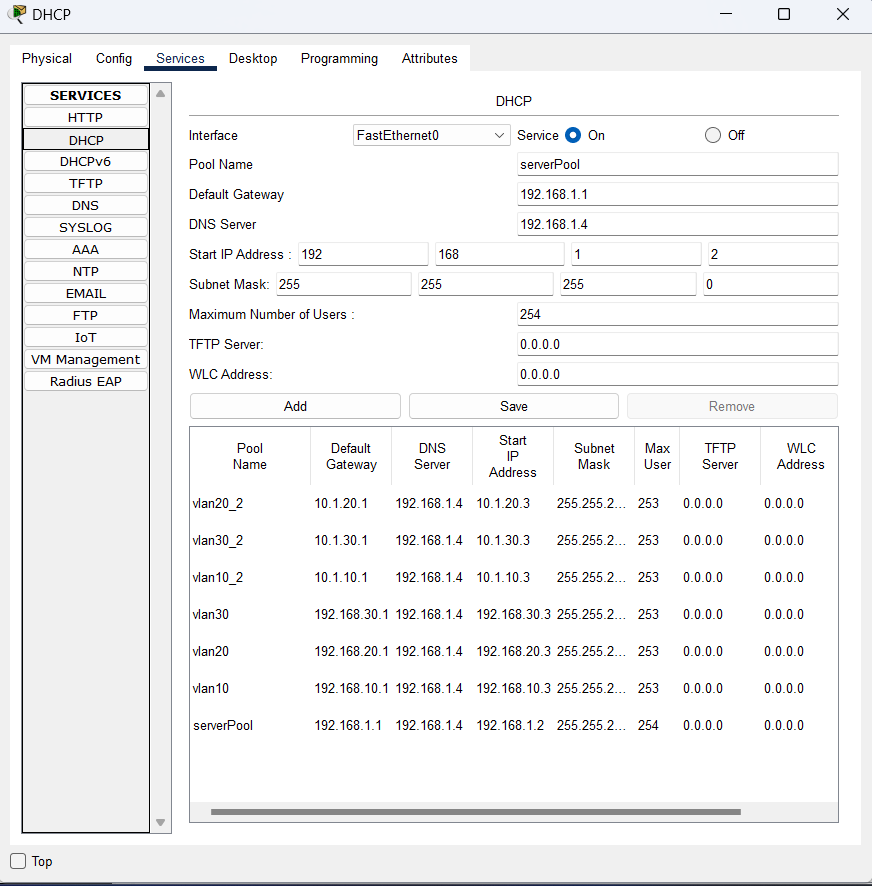 DHCP
Physical Config Services Desktop Programming Attributes
SERVICES
HTTP
DHCP
DHCPv6
TFTP
DNS
SYSLOG
AAA
NTP
EMAIL
FTP
IoT
VM Management
Radius EAP
DHCP
Interface FastEthernet0 Service On Off
Pool Name serverPool
Default Gateway 192.168.1.1
DNS Server 192.168.1.4
Start IP Address : 192 168 1 2
Subnet Mask: 255 255 255 0
Maximum Number of Users : 254
TFTP Server: 0.0.0.0
WLC Address: 0.0.0.0
Add Save Remove
Pool Name Default Gateway DNS Server Start IP Address Subnet Mask Max User TFTP Server WLC Address
vlan20_2 10.1.20.1 192.168.1.4 10.1.20.3 255.255.2... 253 0.0.0.0 0.0.0.0
vlan30_2 10.1.30.1 192.168.1.4 10.1.30.3 255.255.2... 253 0.0.0.0 0.0.0.0
vlan10_2 10.1.10.1 192.168.1.4 10.1.10.3 255.255.2... 253 0.0.0.0 0.0.0.0
vlan30 192.168.30.1 192.168.1.4 192.168.30.3 255.255.2... 253 0.0.0.0 0.0.0.0
vlan20 192.168.20.1 192.168.1.4 192.168.20.3 255.255.2... 253 0.0.0.0 0.0.0.0
vlan10 192.168.10.1 192.168.1.4 192.168.10.3 255.255.2... 253 0.0.0.0 0.0.0.0
serverPool 192.168.1.1 192.168.1.4 192.168.1.2 255.255.2... 254 0.0.0.0 0.0.0.0
Top